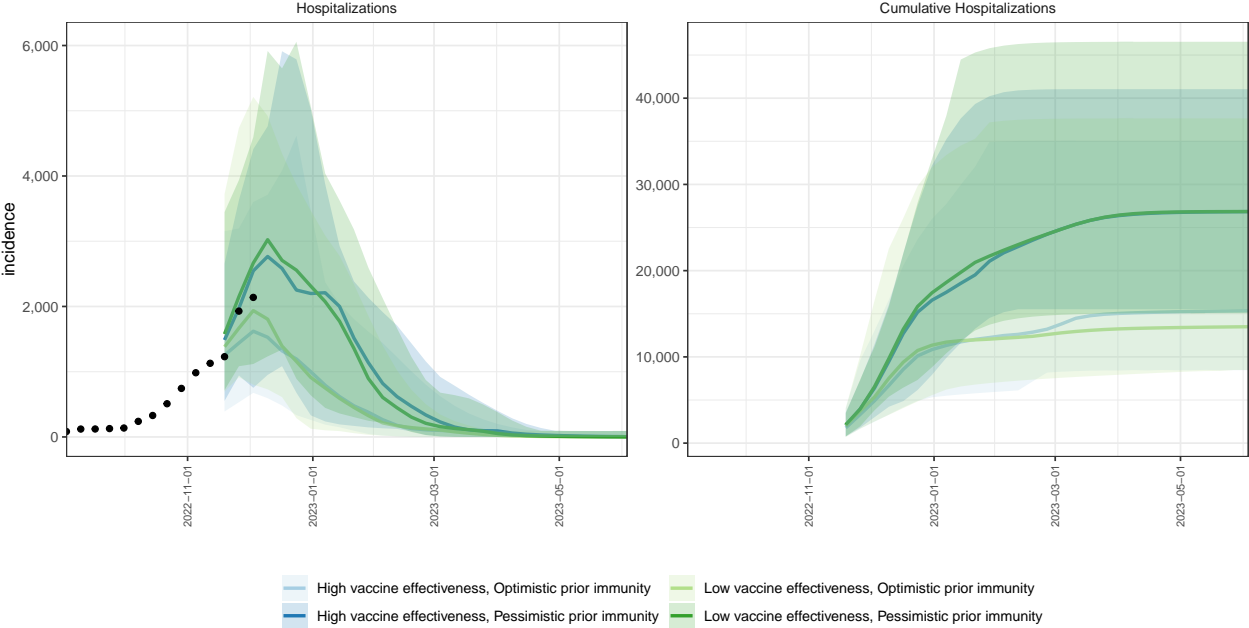 Hospitalizations
Cumulative Hospitalizations
incidence
6,000
4,000
2,000
0
2022−11−01
2023−01−01
2023−03−01
2023−05−01
40,000
30,000
20,000
10,000
0
2022−11−01
2023−01−01
2023−03−01
2023−05−01
High vaccine effectiveness, Optimistic prior immunity
Low vaccine effectiveness, Optimistic prior immunity
High vaccine effectiveness, Pessimistic prior immunity
Low vaccine effectiveness, Pessimistic prior immunity